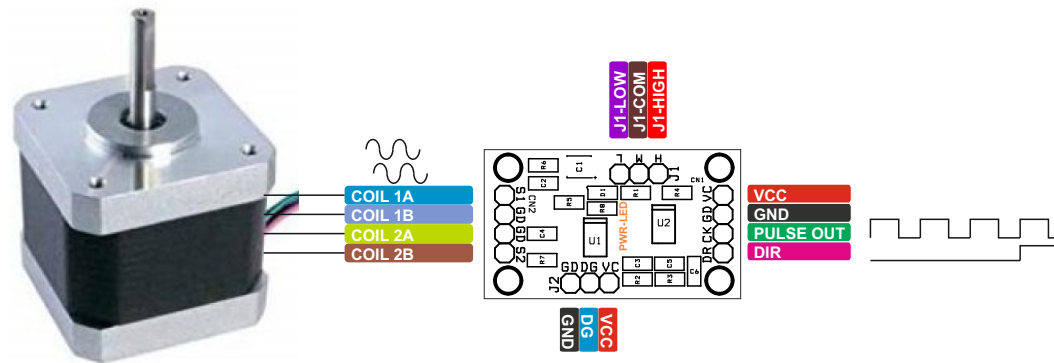 J1-LOW
J1-COM
J1-HIGH
L M H
J1
CN1
R6
C1
+
C2
D1
R1
R4
R5
R8
CN2
S1
GD
GD
S2
VC
GD
CK
DR
C4
U1
PWR-LED
U2
R7
C3
C5
C6
R2
R3
J2
GD DG VC
COIL 1A
COIL 1B
COIL 2A
COIL 2B
VCC
GND
PULSE OUT
DIR
GND
DG
VCC